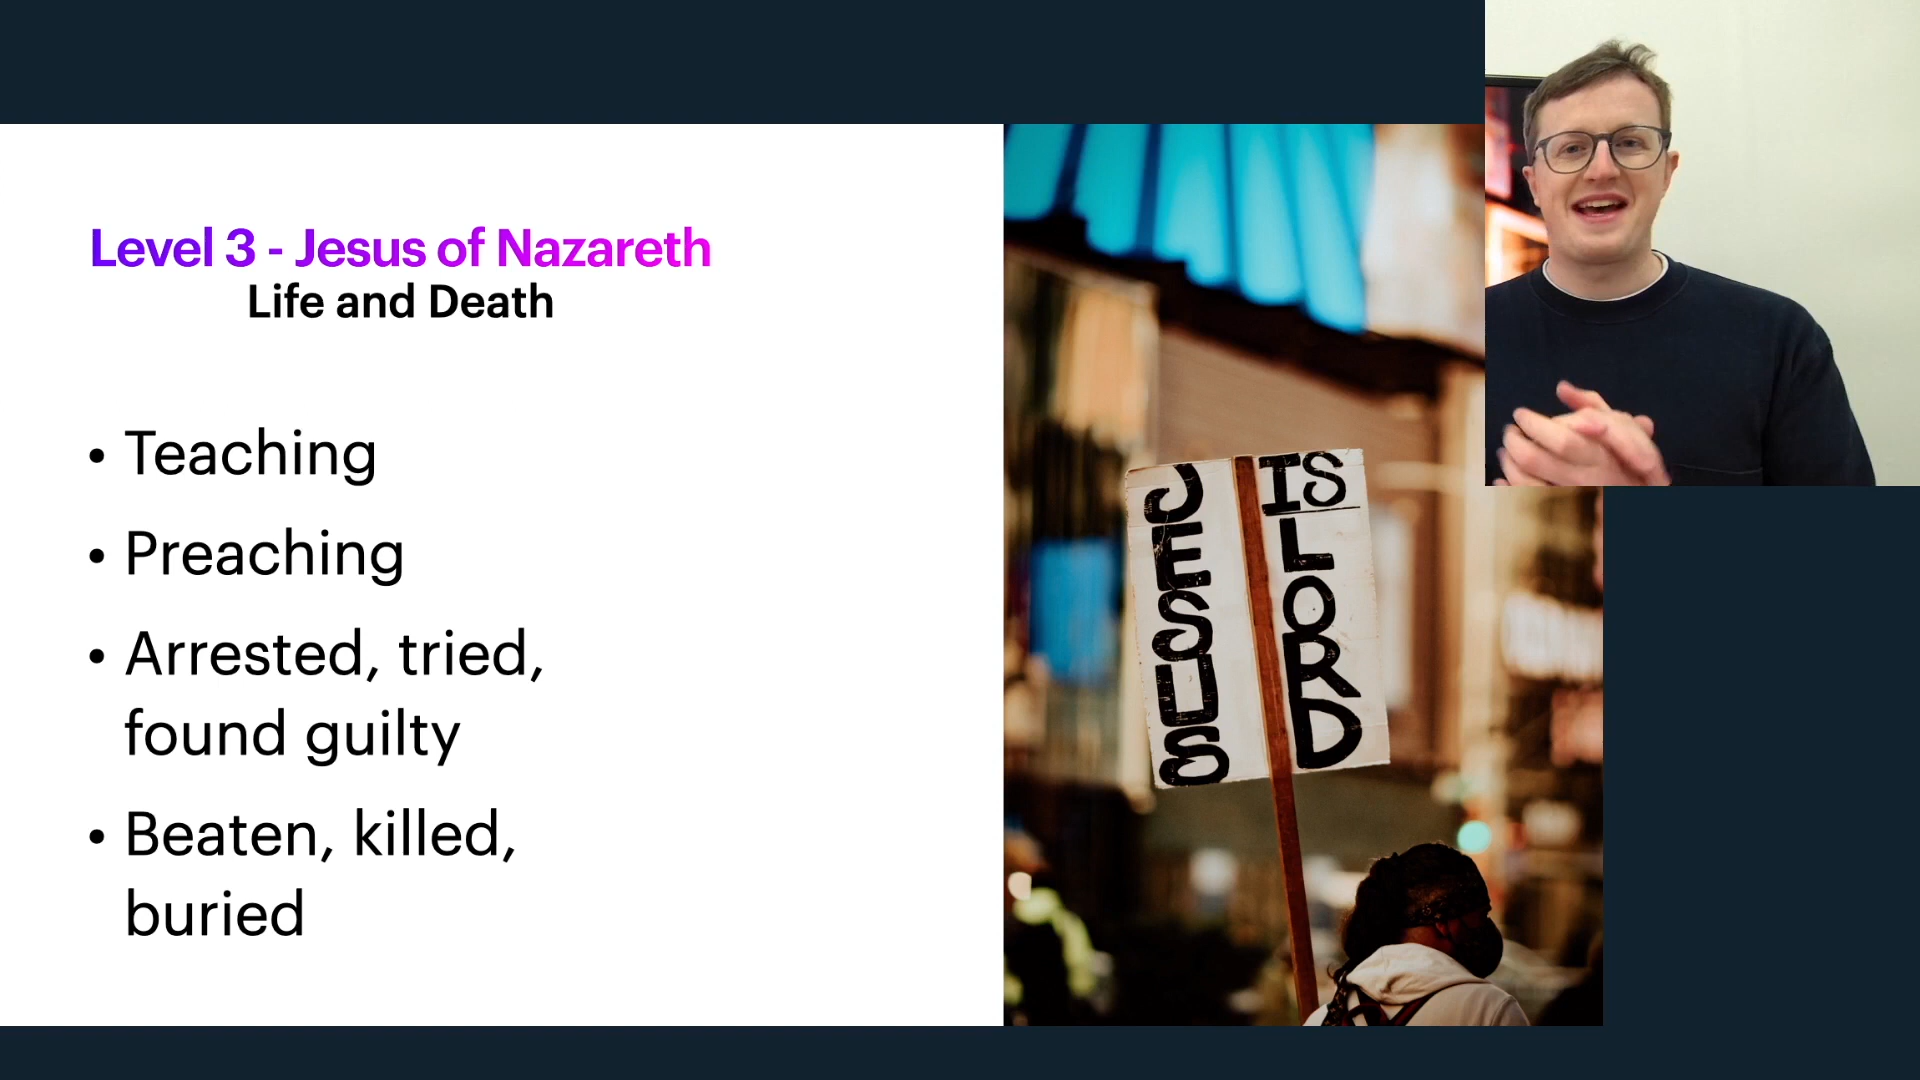 Level 3 - Jesus of Nazareth
Life and Death
• Teaching
• Preaching
• Arrested, tried,
found guilty
• Beaten, killed,
buried
JESUS
IS
LORD